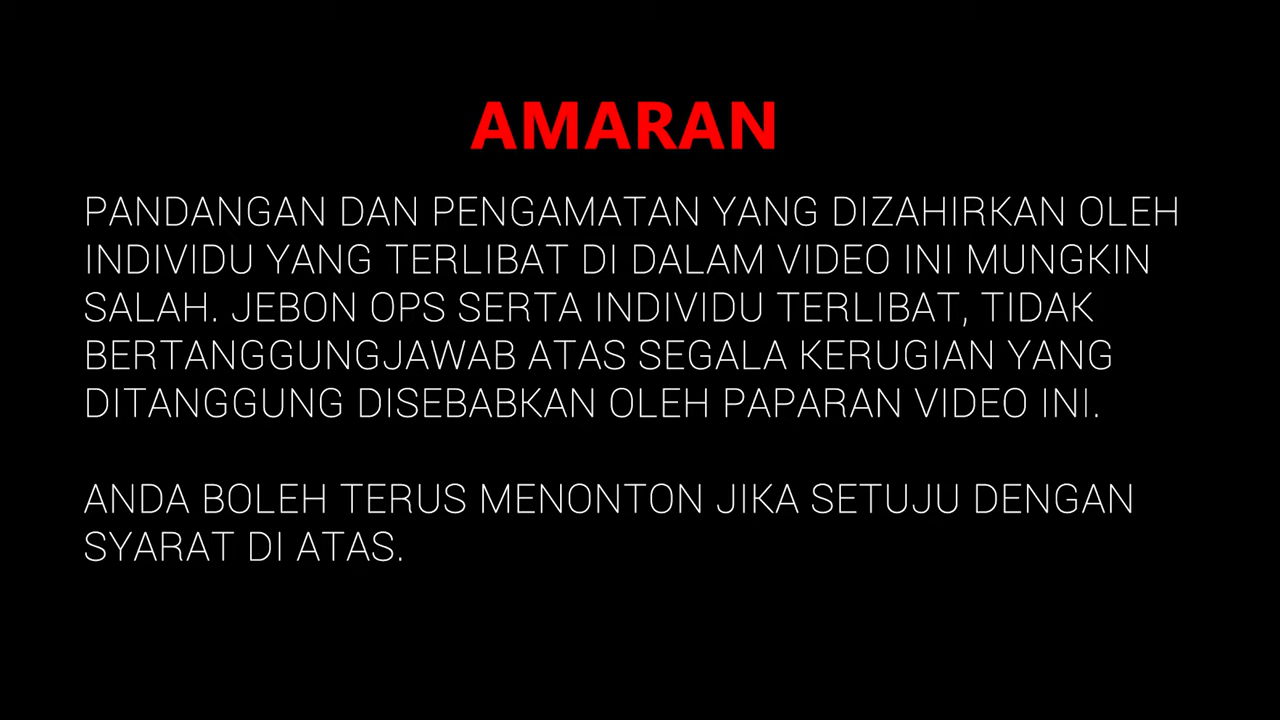 AMARAN
PANDANGAN DAN PENGAMATAN YANG DIZAHIRKAN OLEH
INDIVIDU YANG TERLIBAT DI DALAM VIDEO INI MUNGKIN
SALAH. JEBON OPS SERTA INDIVIDU TERLIBAT, TIDAK
BERTANGGUNGJAWAB ATAS SEGALA KERUGIAN YANG
DITANGGUNG DISEBABKAN OLEH PAPARAN VIDEO INI.
ANDA BOLEH TERUS MENONTON JIKA SETUJU DENGAN
SYARAT DI ATAS.